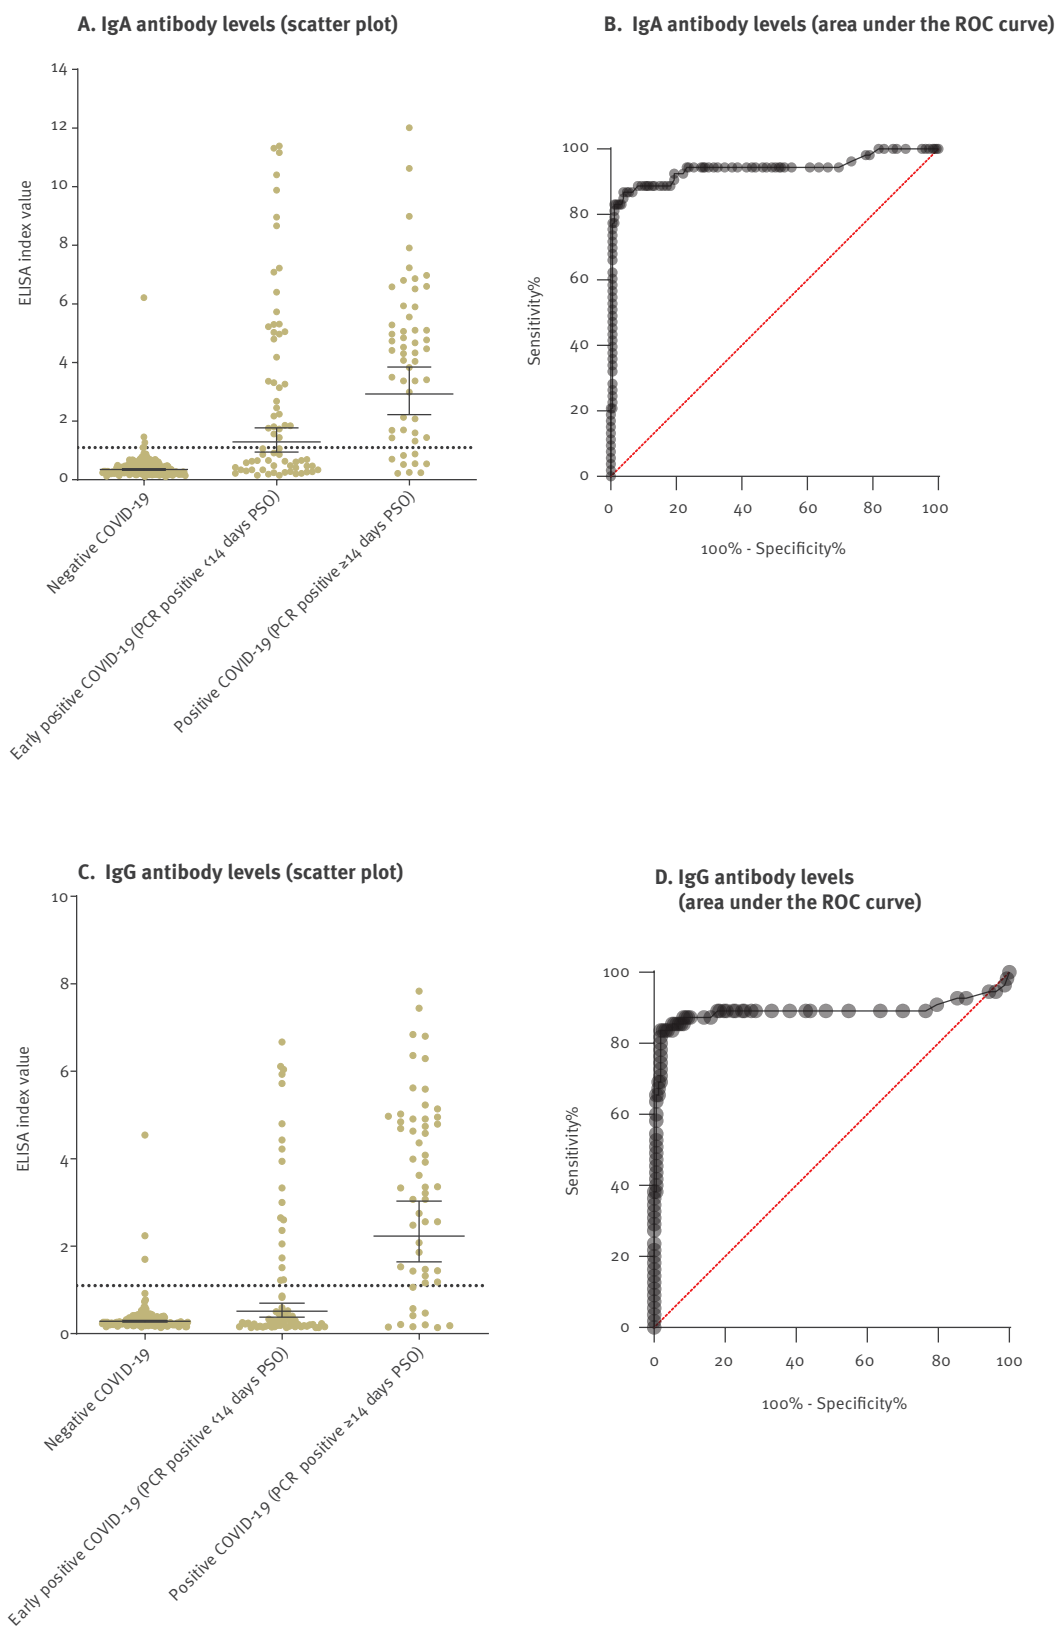 A. IgA antibody levels (scatter plot)
B. IgA antibody levels (area under the ROC curve)
14
12
10
8
6
4
2
0
ELISA index value
Negative COVID-19
Early positive COVID-19 (PCR positive <14 days PSO)
Positive COVID-19 (PCR positive ≥14 days PSO)
100
80
60
40
20
0
Sensitivity%
0 20 40 60 80 100
100% - Specificity%
C. IgG antibody levels (scatter plot)
D. IgG antibody levels
(area under the ROC curve)
10
8
6
4
2
0
ELISA index value
Negative COVID-19
Early positive COVID-19 (PCR positive <14 days PSO)
Positive COVID-19 (PCR positive ≥14 days PSO)
100
80
60
40
20
0
Sensitivity%
0 20 40 60 80 100
100% - Specificity%